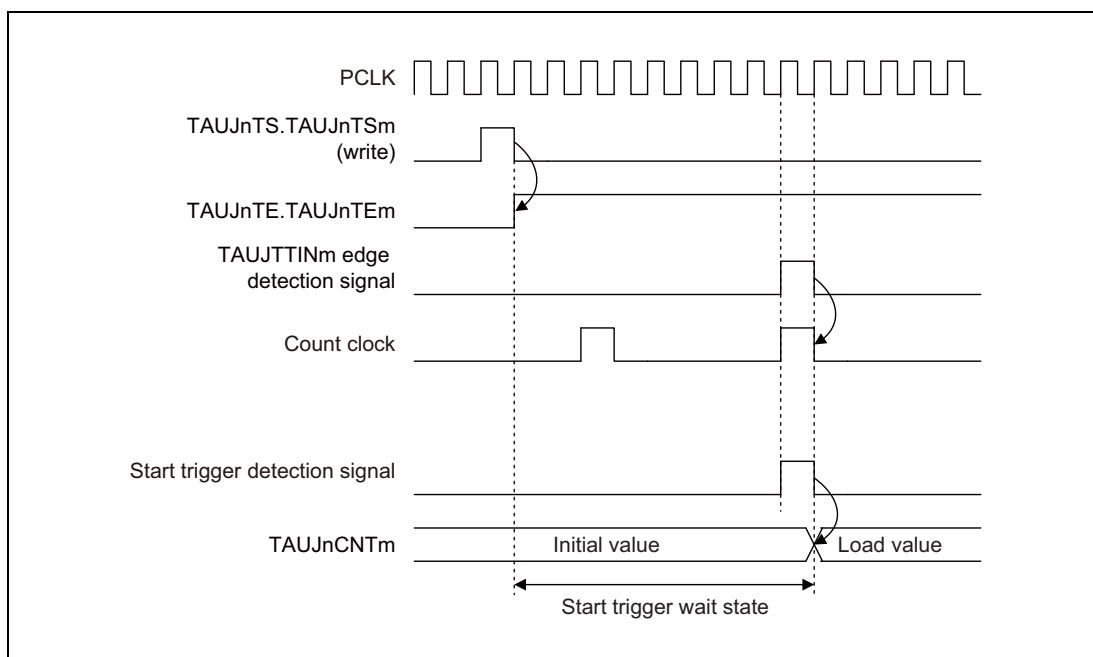 PCLK
TAUJnTS.TAUJnTSm
(write)
TAUJnTE.TAUJnTEm
TAUJTTINm edge
detection signal
Count clock
Start trigger detection signal
TAUJnCNTm
Initial value
Load value
Start trigger wait state